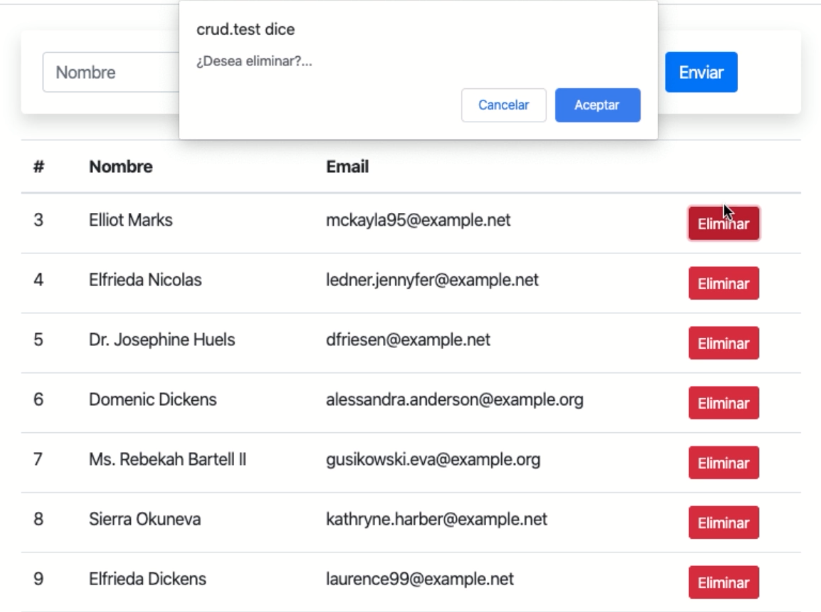 crud.test dice
¿Desea eliminar?...
Cancelar Aceptar
Nombre Enviar
# Nombre Email
3 Elliot Marks mckayla95@example.net Eliminar
4 Elfrieda Nicolas ledner.jennyfer@example.net Eliminar
5 Dr. Josephine Huels dfriesen@example.net Eliminar
6 Domenic Dickens alessandra.anderson@example.org Eliminar
7 Ms. Rebekah Bartell II gusikowski.eva@example.org Eliminar
8 Sierra Okuneva kathryne.harber@example.net Eliminar
9 Elfrieda Dickens laurence99@example.net Eliminar